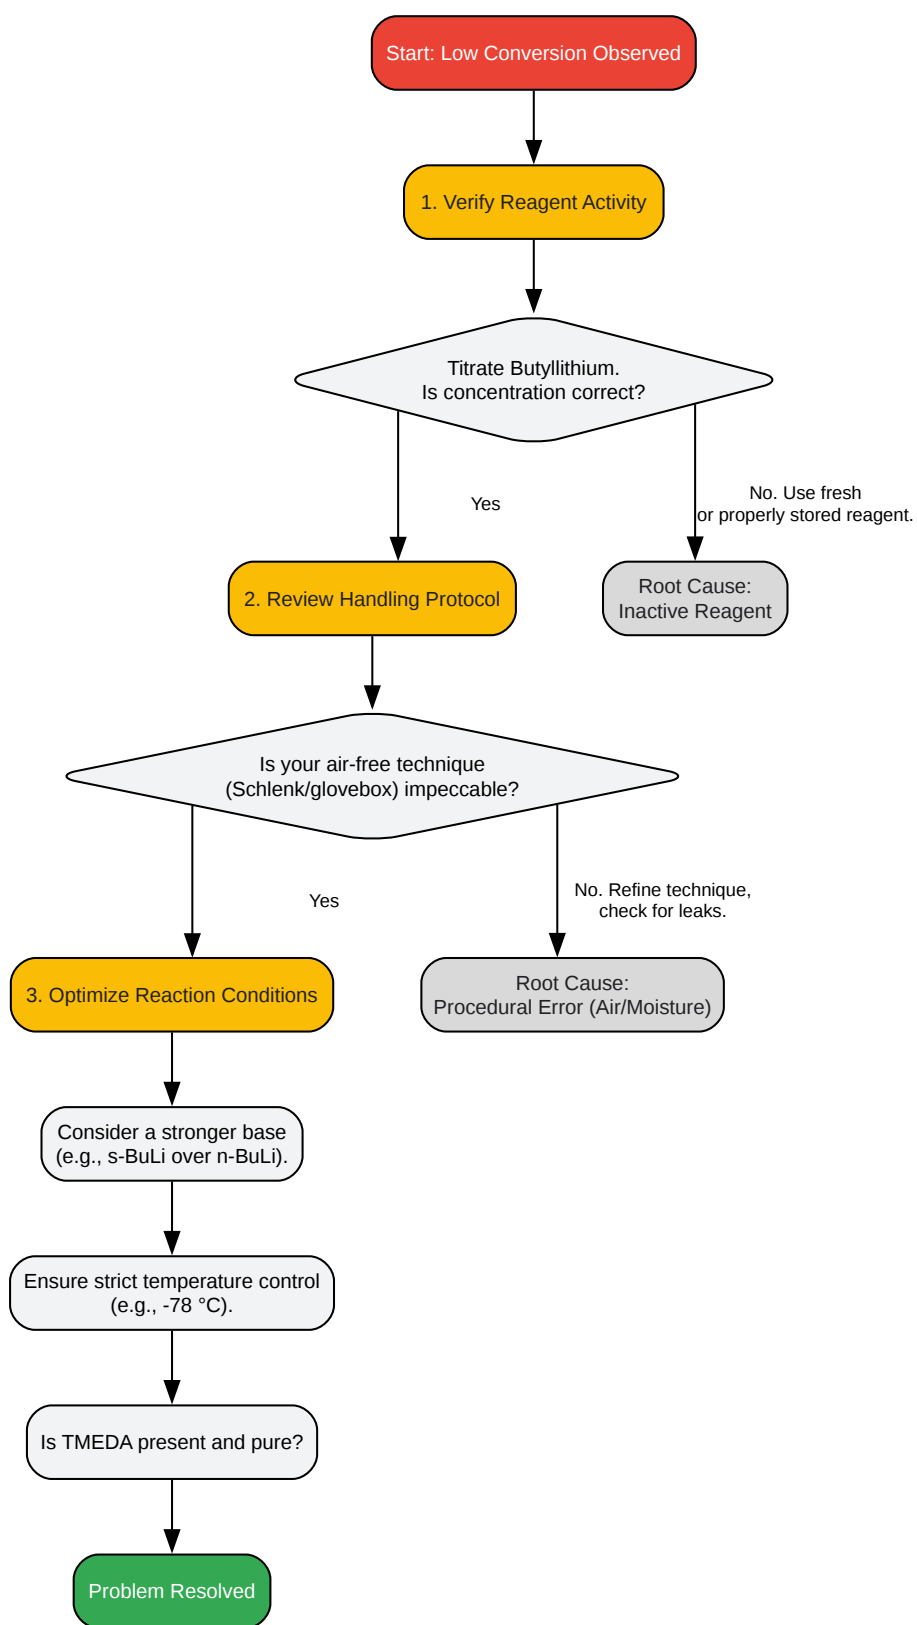 Start: Low Conversion Observed
1. Verify Reagent Activity
Titrate Butyllithium.
Is concentration correct?
Yes
No. Use fresh
or properly stored reagent.
2. Review Handling Protocol
Root Cause:
Inactive Reagent
Is your air-free technique
(Schlenk/glovebox) impeccable?
Yes
No. Refine technique,
check for leaks.
3. Optimize Reaction Conditions
Root Cause:
Procedural Error (Air/Moisture)
Consider a stronger base
(e.g., s-BuLi over n-BuLi).
Ensure strict temperature control
(e.g., -78 °C).
Is TMEDA present and pure?
Problem Resolved